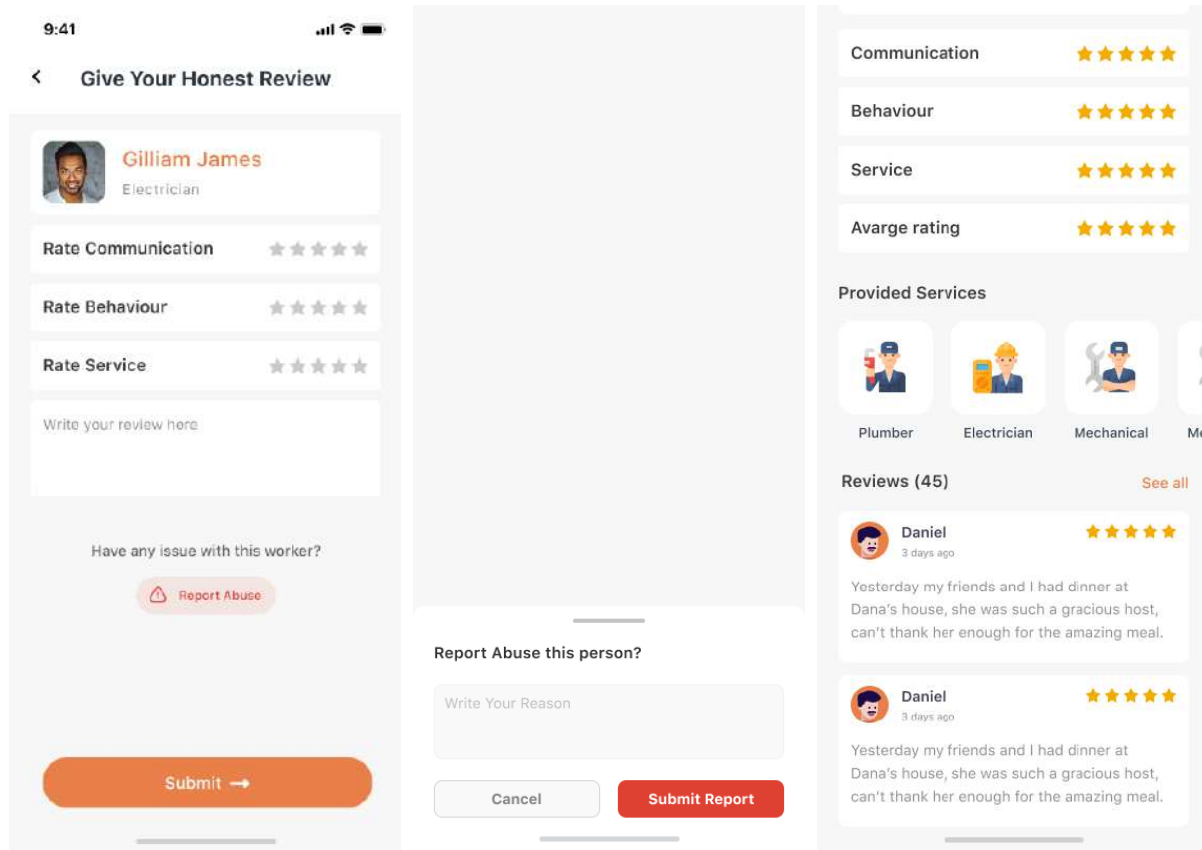 9:41
Give Your Honest Review
Gilliam James
Electrician
Rate Communication
Rate Behaviour
Rate Service
Write your review here
Have any issue with this worker?
Report Abuse
Submit →
Report Abuse this person?
Write Your Reason
Cancel
Submit Report
Communication
Behaviour
Service
Avarge rating
Provided Services
Plumber
Electrician
Mechanical
Me
Reviews (45)
See all
Daniel
3 days ago
Yesterday my friends and I had dinner at
Dana's house, she was such a gracious host,
can't thank her enough for the amazing meal.
Daniel
3 days ago
Yesterday my friends and I had dinner at
Dana's house, she was such a gracious host,
can't thank her enough for the amazing meal.